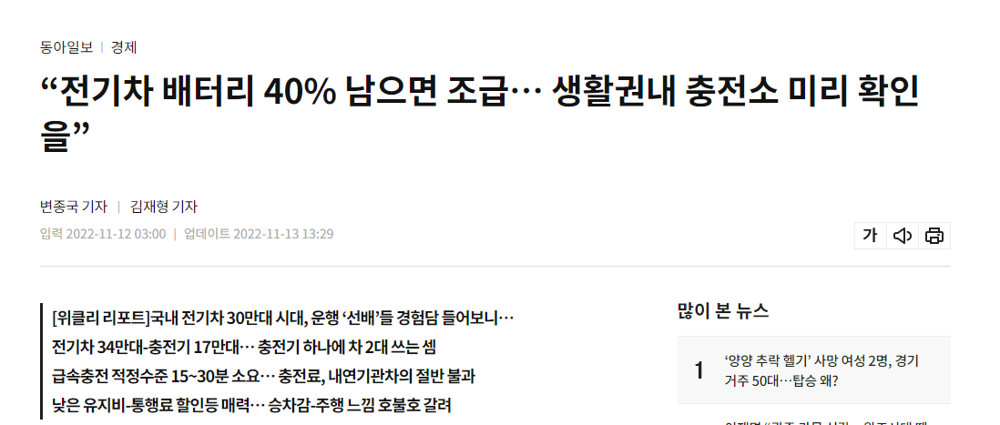 동아일보 | 경제
“전기차 배터리 40% 남으면 조급… 생활권내 충전소 미리 확인
을”
변종국 기자 | 김재형 기자
입력 2022-11-12 03:00 | 업데이트 2022-11-13 13:29
가
[위클리 리포트]국내 전기차 30만대 시대, 운행 ‘선배’들 경험담 들어보니…
전기차 34만대-충전기 17만대… 충전기 하나에 차 2대 쓰는 셈
급속충전 적정수준 15~30분 소요… 충전료, 내연기관차의 절반 불과
낮은 유지비-통행료 할인등 매력… 승차감-주행 느낌 호불호 갈려
많이 본 뉴스
1
‘양양 추락 헬기’ 사망 여성 2명, 경기
거주 50대…탑승 왜?